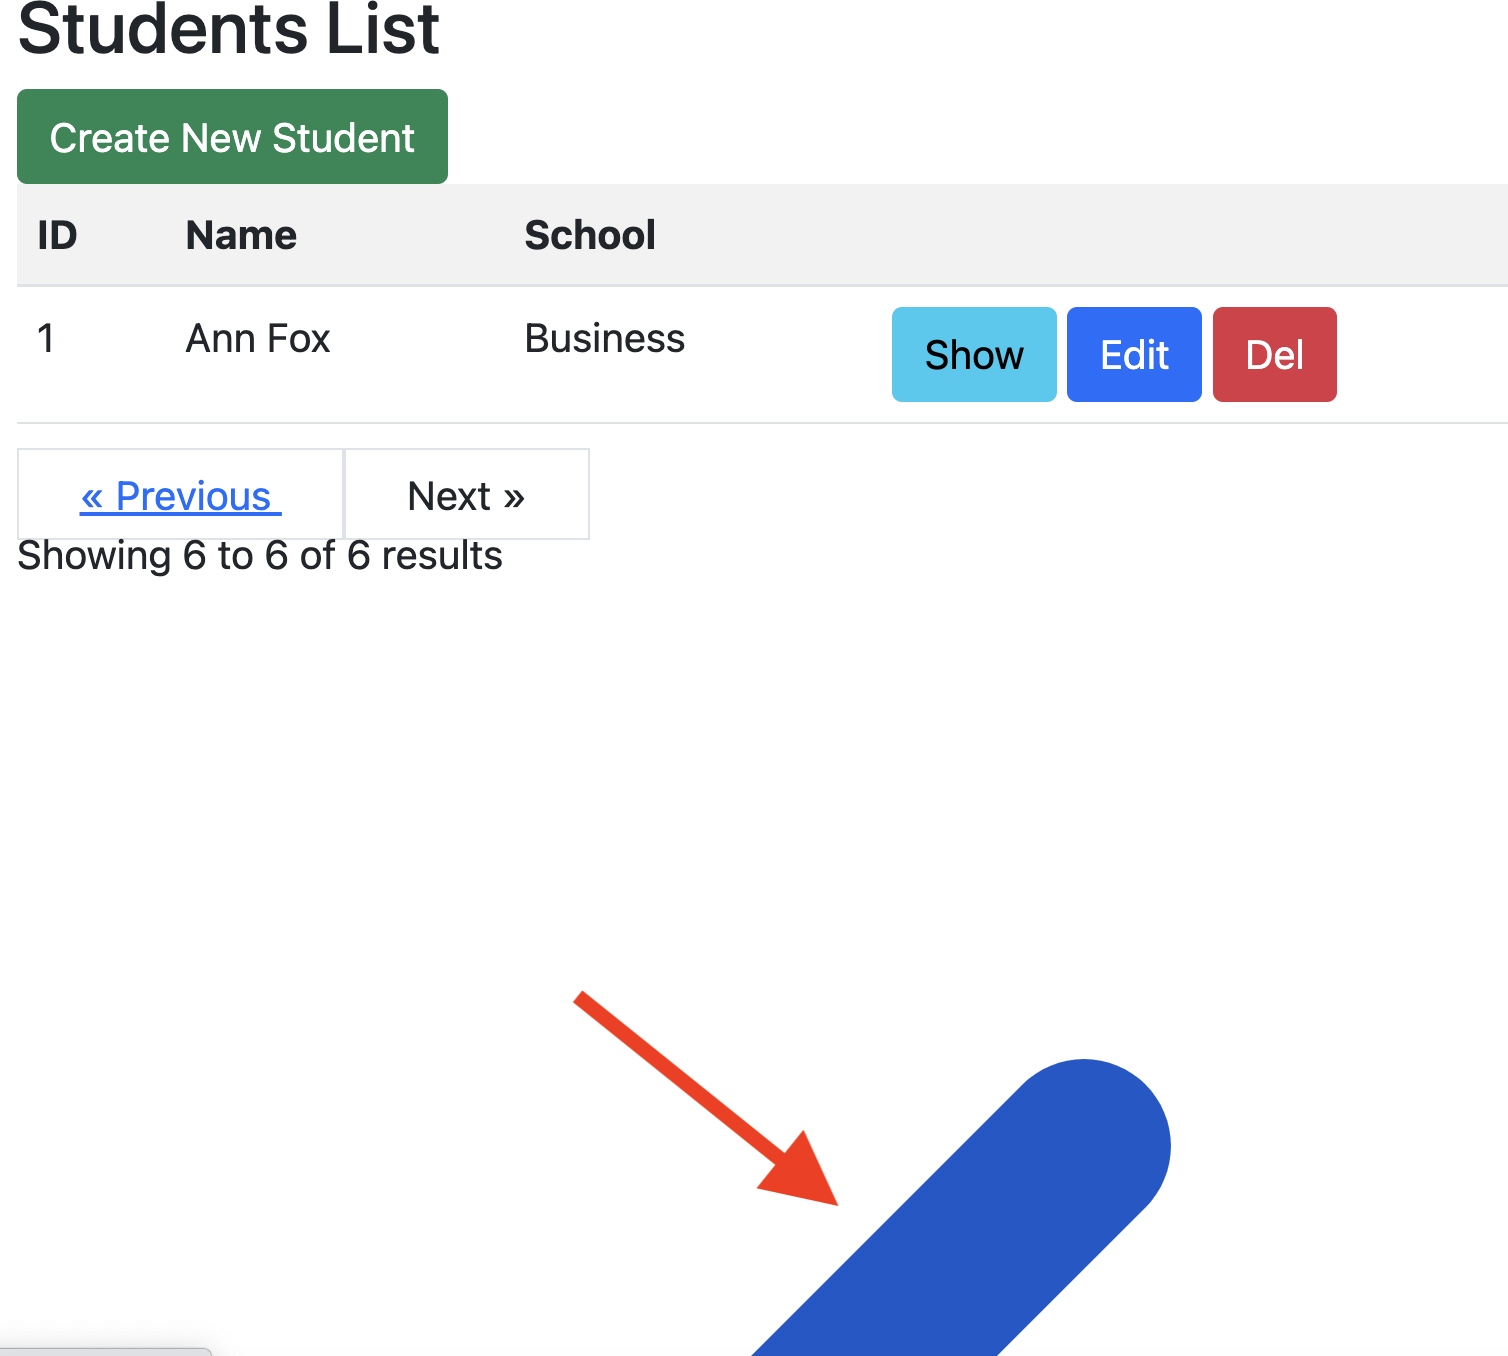 Students List
Create New Student
ID Name School
1 Ann Fox Business Show Edit Del
« Previous Next »
Showing 6 to 6 of 6 results